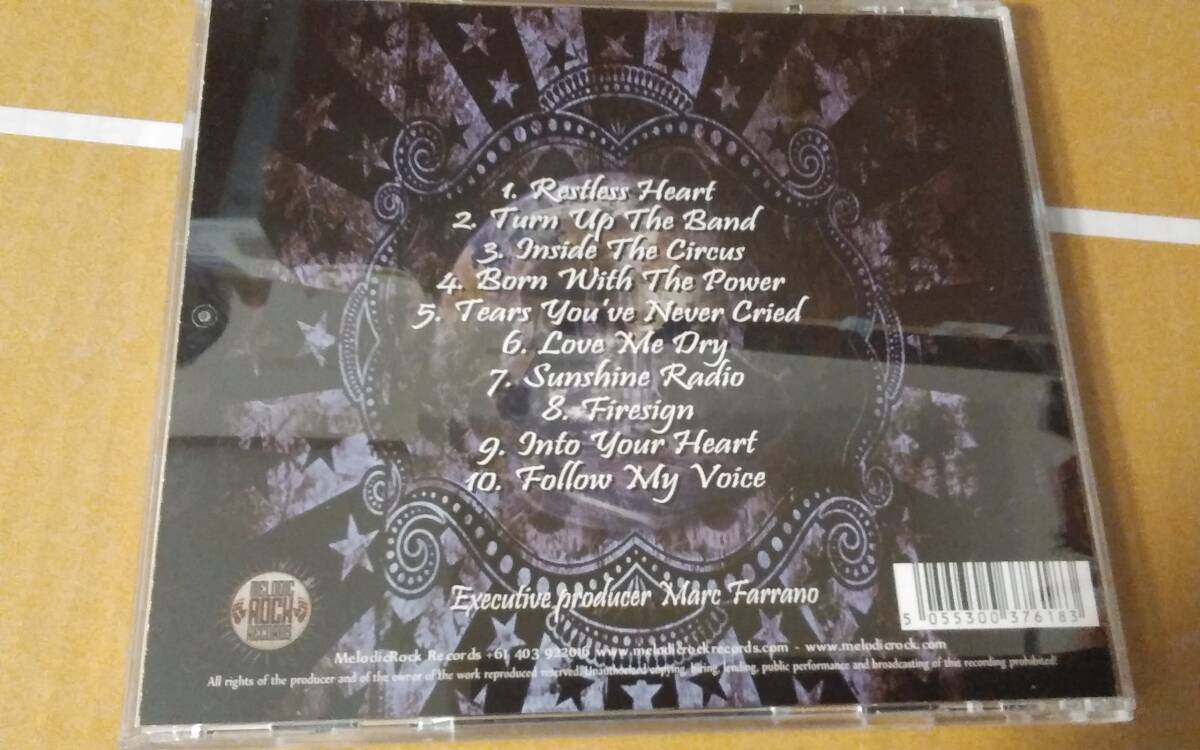 1. Restless Heart
2. Turn Up The Band
3. Inside The Circus
4. Born With The Power
5. Tears You've Never Cried
6. Love Me Dry
7. Sunshine Radio
8. Firesign
9. Into Your Heart
10. Follow My Voice
Executive producer Marc Farrano
MELODIC
ROCK
RECORDS
5 055300 376183
MelodicRock Records +61 403 922016 www.melodicrockrecords.com - www.melodicrock.com
All rights of the producer and of the owner of the work reproduced reserved. Unauthorised copying, hiring, lending, public performance and broadcasting of this recording prohibited!